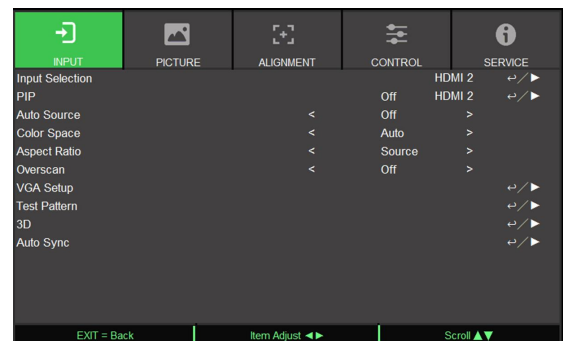 INPUT PICTURE ALIGNMENT CONTROL SERVICE
Input Selection HDMI 2 ↩/▶
PIP Off HDMI 2 ↩/▶
Auto Source < Off >
Color Space < Auto >
Aspect Ratio < Source >
Overscan < Off >
VGA Setup ↩/▶
Test Pattern ↩/▶
3D ↩/▶
Auto Sync ↩/▶
EXIT = Back Item Adjust ◀▶ Scroll ▲▼